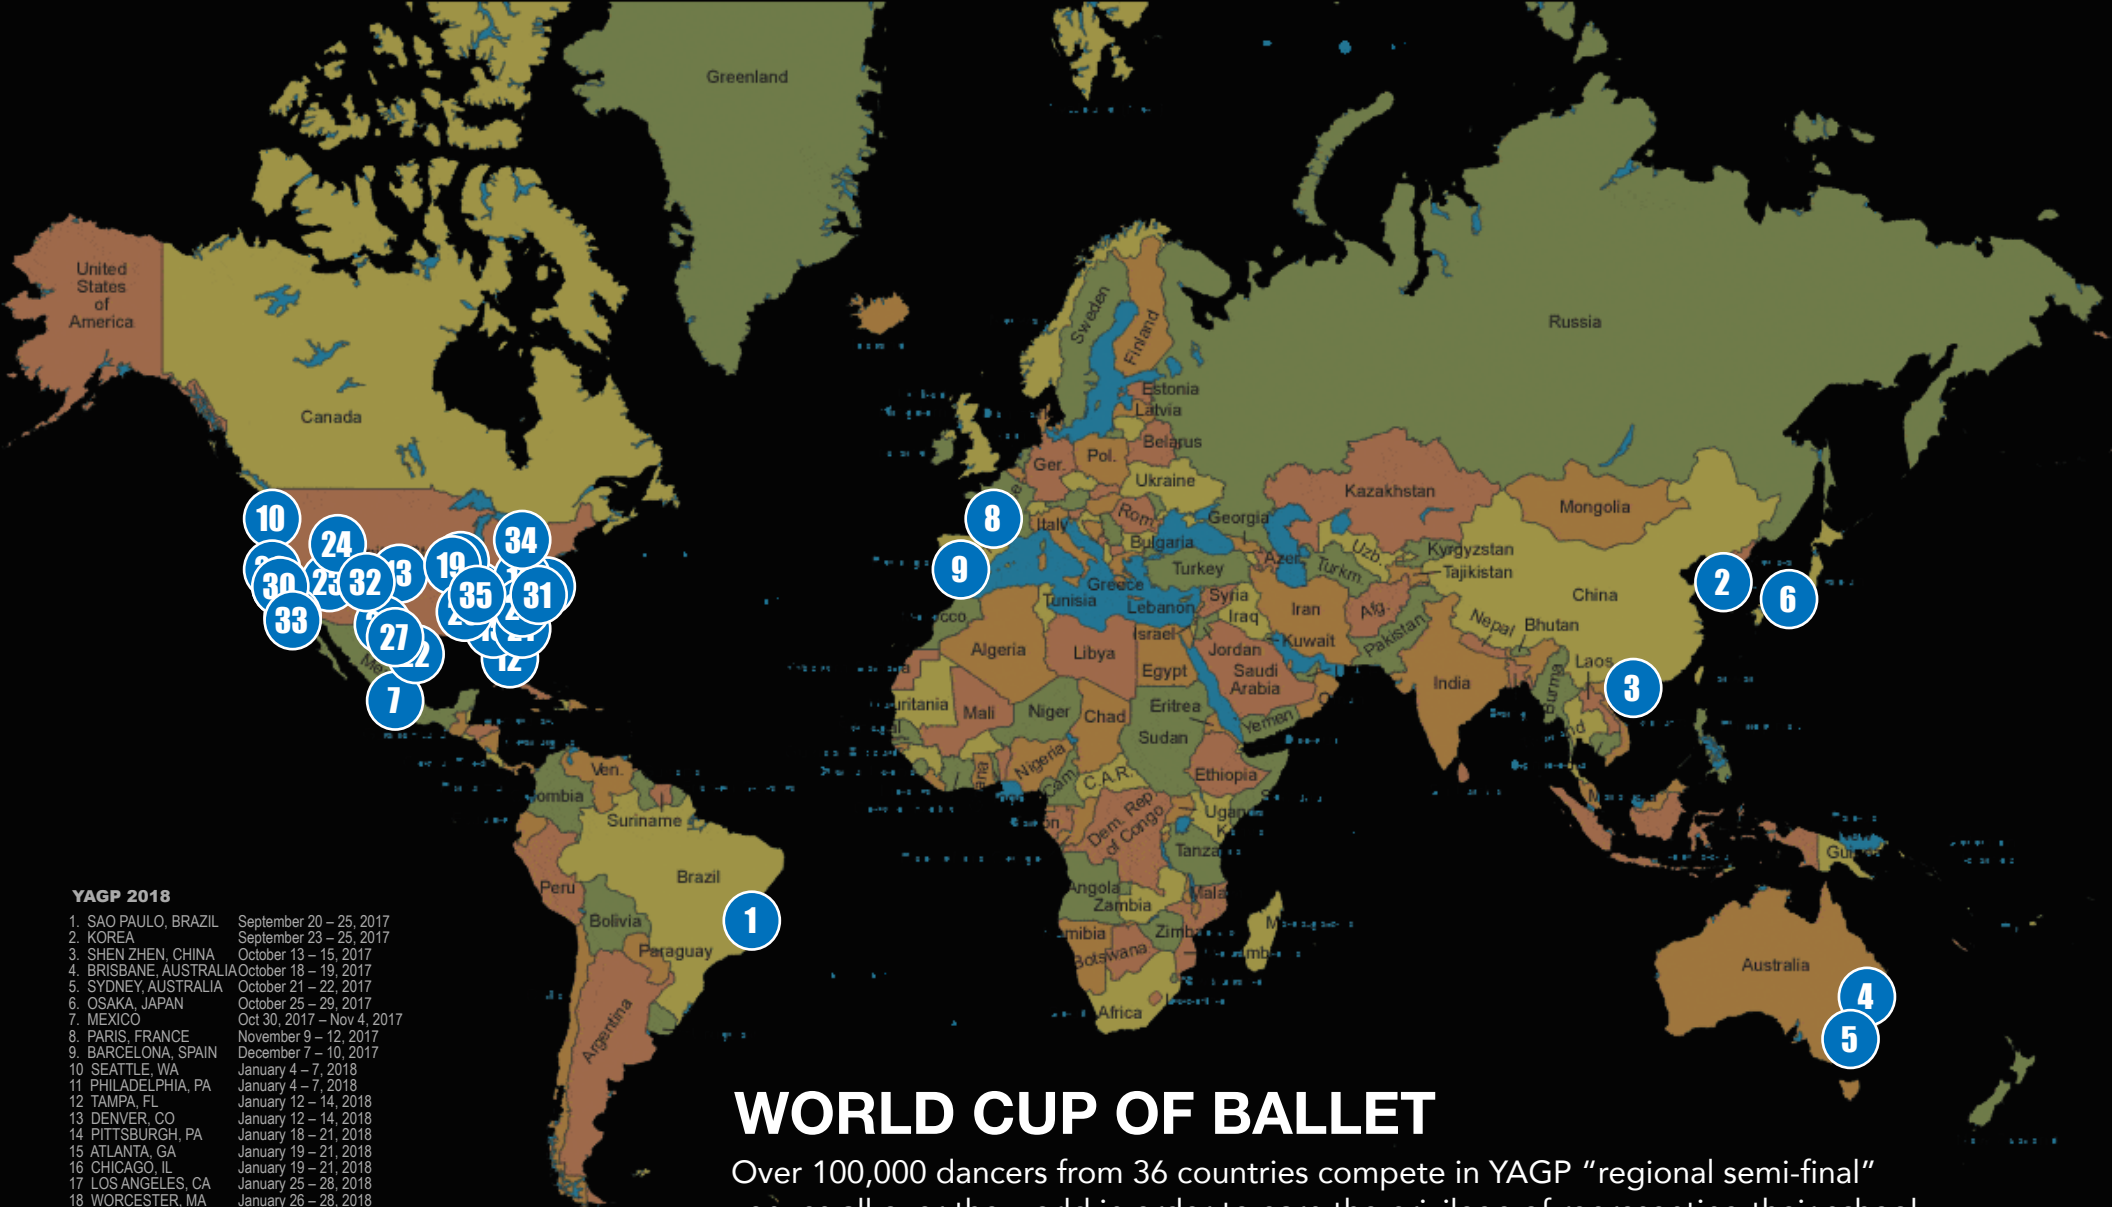 Greenland
United
States
of
America
Canada
Russia
Sweden
Finland
Estonia
Latvia
Belarus
Ger.
Pol.
Ukraine
Kazakhstan
Mongolia
Italy
Rom.
Georgia
Bulgaria
Azer.
Uzb.
Kyrgyzstan
Turkey
Turkm.
Tajikistan
Greece
China
Tunisia
Lebanon
Syria
Iran
Afg.
Iraq
Israel
Kuwait
Pakistan
Nepal
Bhutan
Algeria
Libya
Egypt
Jordan
Saudi
Arabia
India
Burma
Laos
Mali
Niger
Chad
Eritrea
Yemen
Sudan
Nigeria
Cam.
C.A.R.
Ethiopia
Dem. Rep.
of Congo
Angola
Zambia
Botswana
Africa
Ven.
Suriname
Brazil
Peru
Bolivia
Paraguay
Argentina
Australia
10
24
34
19
30
32
13
35
31
33
27
12
7
8
9
2
6
3
1
4
5
YAGP 2018
1. SAO PAULO, BRAZIL September 20 – 25, 2017
2. KOREA September 23 – 25, 2017
3. SHEN ZHEN, CHINA October 13 – 15, 2017
4. BRISBANE, AUSTRALIA October 18 – 19, 2017
5. SYDNEY, AUSTRALIA October 21 – 22, 2017
6. OSAKA, JAPAN October 25 – 29, 2017
7. MEXICO Oct 30, 2017 – Nov 4, 2017
8. PARIS, FRANCE November 9 – 12, 2017
9. BARCELONA, SPAIN December 7 – 10, 2017
10 SEATTLE, WA January 4 – 7, 2018
11 PHILADELPHIA, PA January 4 – 7, 2018
12 TAMPA, FL January 12 – 14, 2018
13 DENVER, CO January 12 – 14, 2018
14 PITTSBURGH, PA January 18 – 21, 2018
15 ATLANTA, GA January 19 – 21, 2018
16 CHICAGO, IL January 19 – 21, 2018
17 LOS ANGELES, CA January 25 – 28, 2018
18 WORCESTER, MA January 26 – 28, 2018
WORLD CUP OF BALLET
Over 100,000 dancers from 36 countries compete in YAGP “regional semi-final”